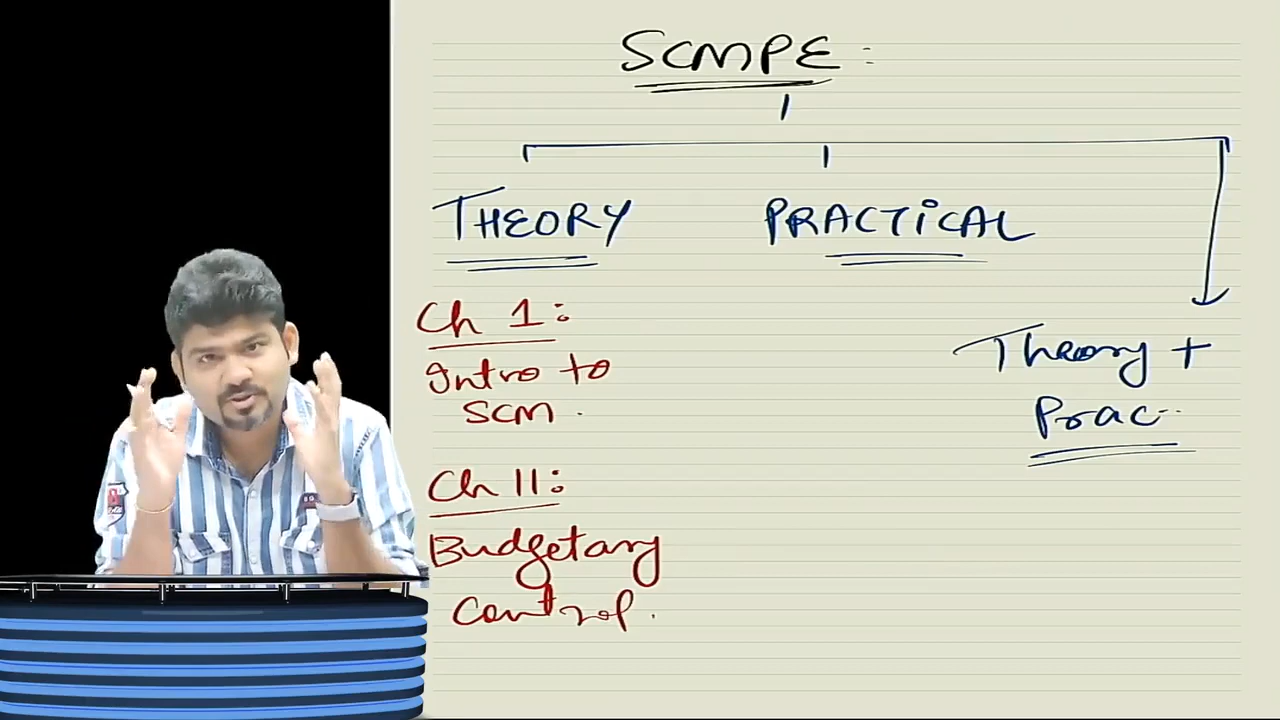 SCMPE:
THEORY
PRACTICAL
Ch 1:
Intro to
SCM.
Theory +
Prac..
Ch 11:
Budgetary
Control.